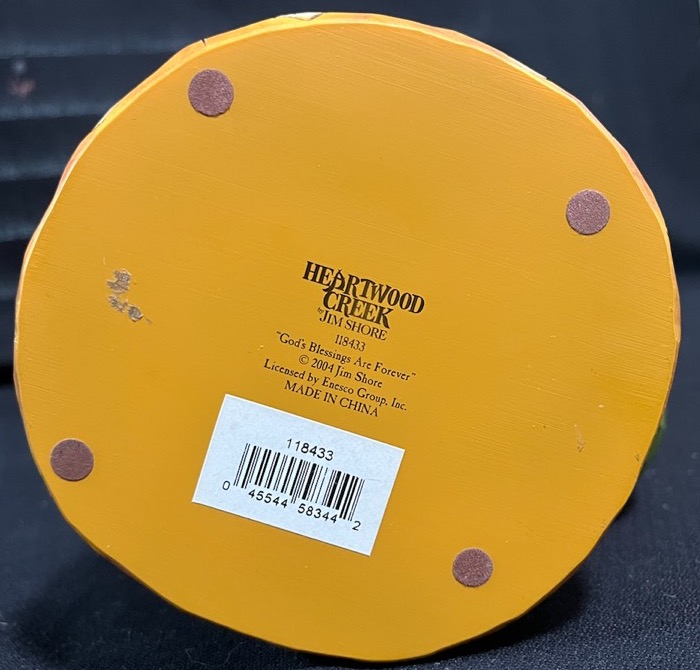 HEARTWOOD
CREEK
by JIM SHORE
118433
"God's Blessings Are Forever"
© 2004 Jim Shore
Licensed by Enesco Group, Inc.
MADE IN CHINA
118433
0 45544 58344 2